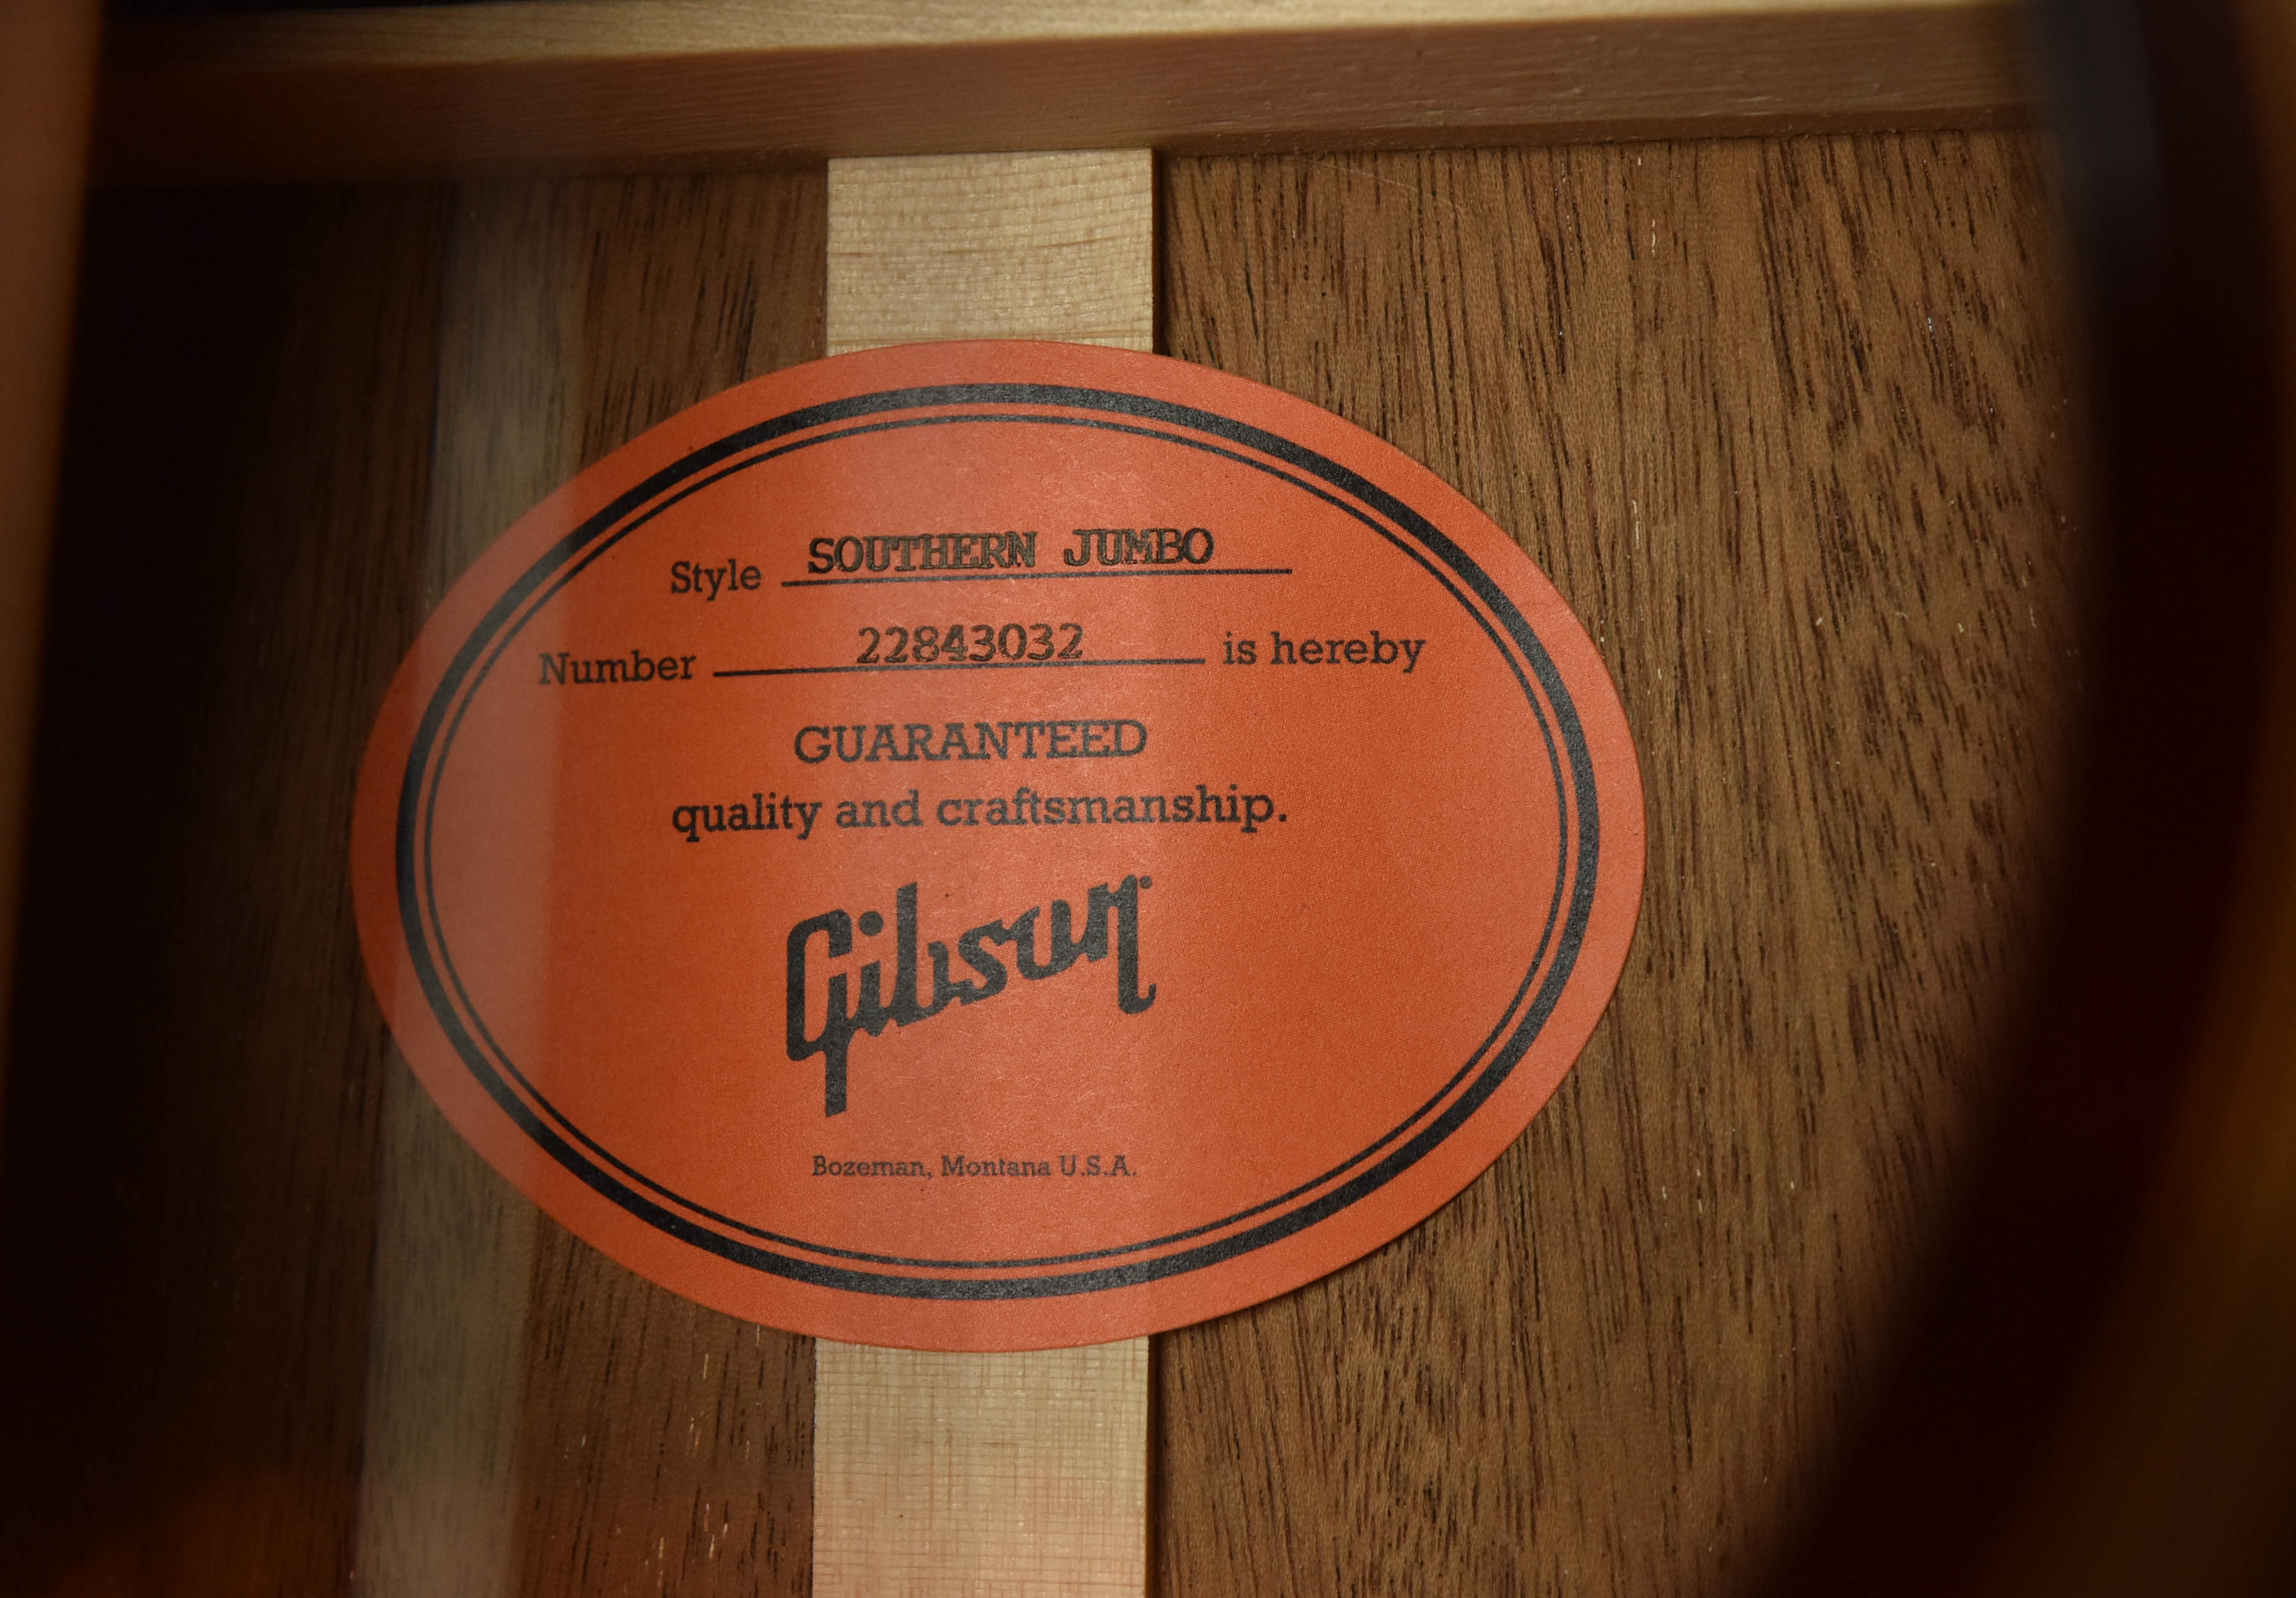 Style SOUTHERN JUMBO
Number 22843032 is hereby
GUARANTEED
quality and craftsmanship.
Gibson
Bozeman, Montana U.S.A.